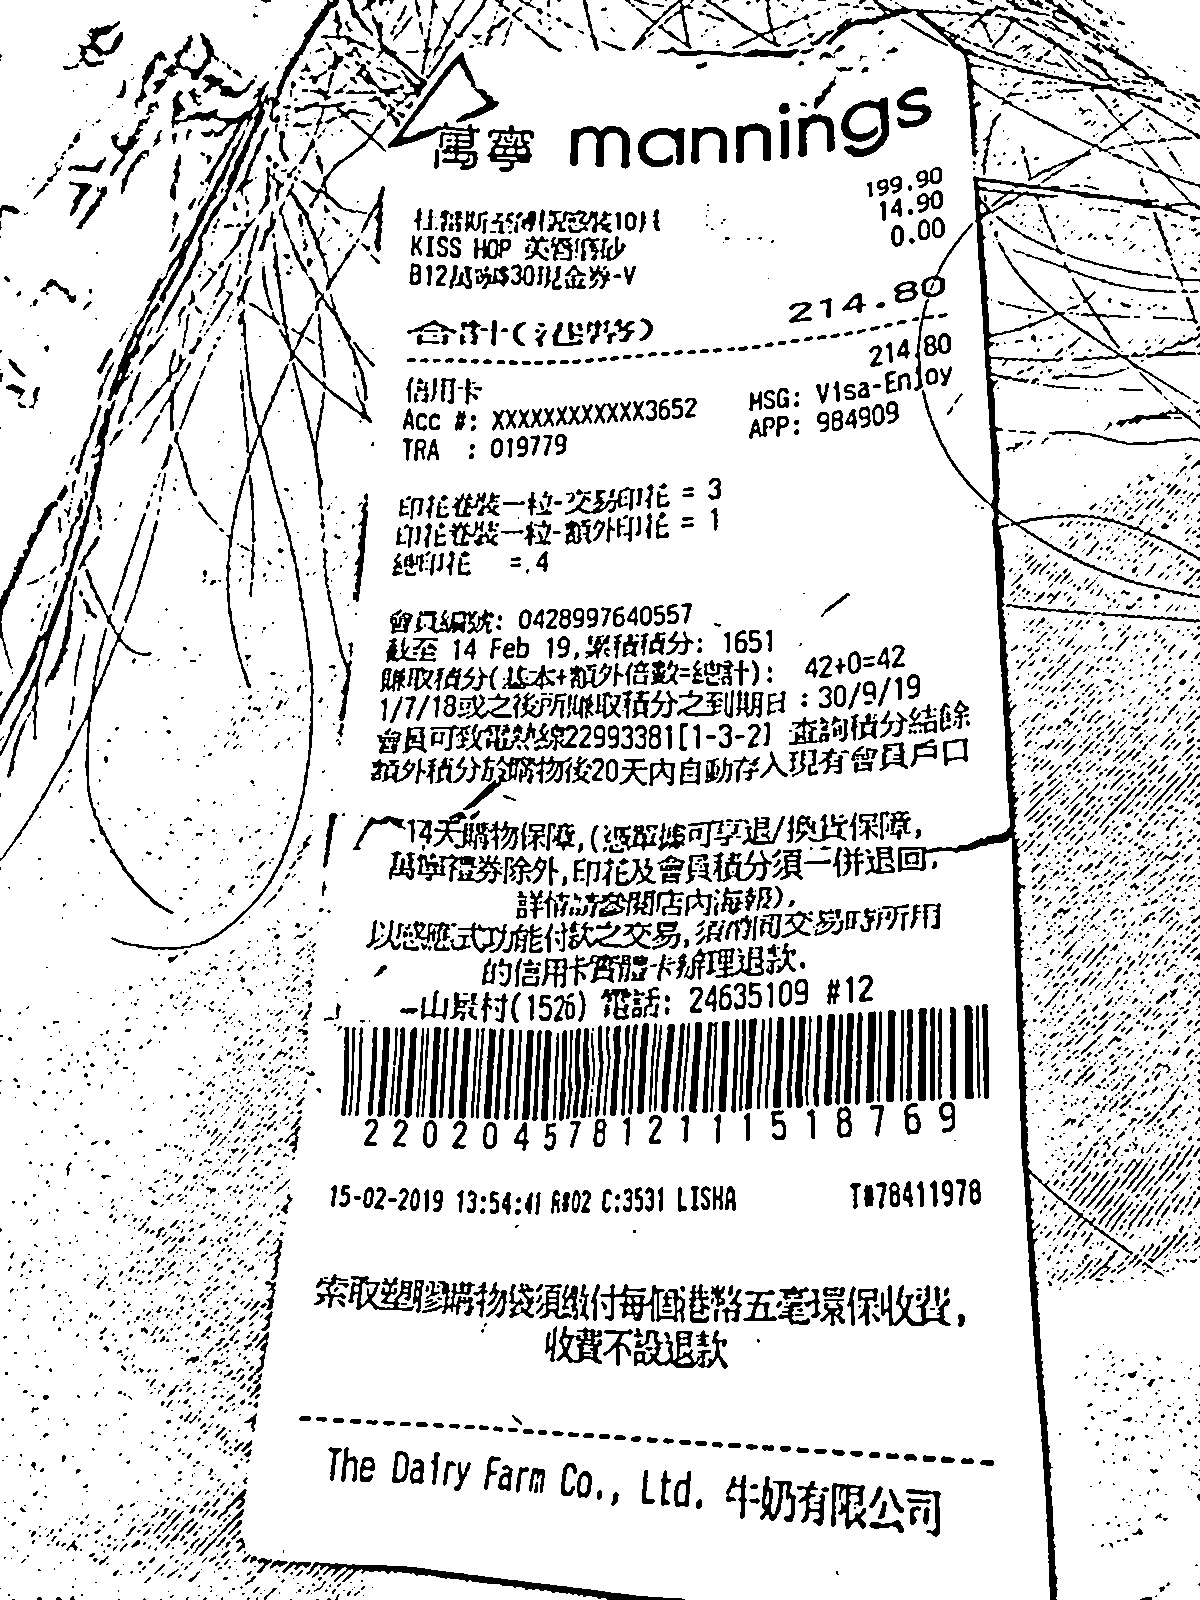 萬寧 mannings
杜蕾斯至薄幻隱感裝10片 199.90
KISS HOP 美唇磨砂 14.90
B12萬寧$30現金券-V 0.00
合計(港幣) 214.80
信用卡 214.80
Acc #: XXXXXXXXXXXX3652 MSG: Visa-Enjoy
TRA : 019779 APP: 984909
印花卷裝一粒-交易印花 = 3
印花卷裝一粒-額外印花 = 1
總印花 = 4
會員編號: 0428997640557
截至 14 Feb 19,累積積分: 1651
賺取積分(基本+額外倍數=總計): 42+0=42
1/7/18或之後所賺取積分之到期日 : 30/9/19
會員可致電熱線22993381[1-3-2] 查詢積分結餘
額外積分於購物後20天內自動存入現有會員戶口
14天購物保障,(憑單據可享退/換貨保障,
萬寧禮券除外,印花及會員積分須一併退回,
詳情請參閱店內海報).
以感應式功能付款之交易,須附同交易時所用
的信用卡實體卡辦理退款.
山景村(1526) 電話: 24635109 #12
2202045781211518769
15-02-2019 13:54:41 R#02 C:3531 LISHA T#78411978
索取塑膠購物袋須繳付每個港幣五毫環保收費,
收費不設退款
The Dairy Farm Co., Ltd. 牛奶有限公司